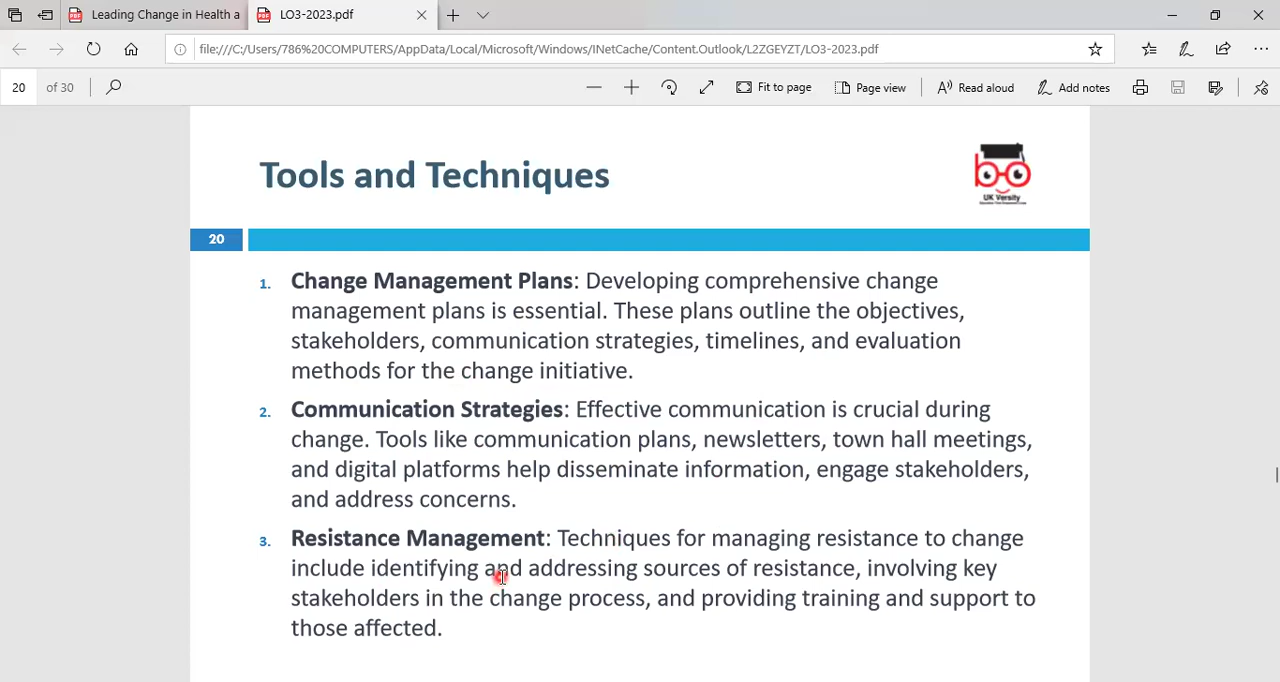 Leading Change in Health a
LO3-2023.pdf
file:///C:/Users/786%20COMPUTERS/AppData/Local/Microsoft/Windows/INetCache/Content.Outlook/L2ZGEYZT/LO3-2023.pdf
20 of 30
Fit to page
Page view
Read aloud
Add notes
Tools and Techniques
UK Versity
20
1. Change Management Plans: Developing comprehensive change
management plans is essential. These plans outline the objectives,
stakeholders, communication strategies, timelines, and evaluation
methods for the change initiative.
2. Communication Strategies: Effective communication is crucial during
change. Tools like communication plans, newsletters, town hall meetings,
and digital platforms help disseminate information, engage stakeholders,
and address concerns.
3. Resistance Management: Techniques for managing resistance to change
include identifying and addressing sources of resistance, involving key
stakeholders in the change process, and providing training and support to
those affected.